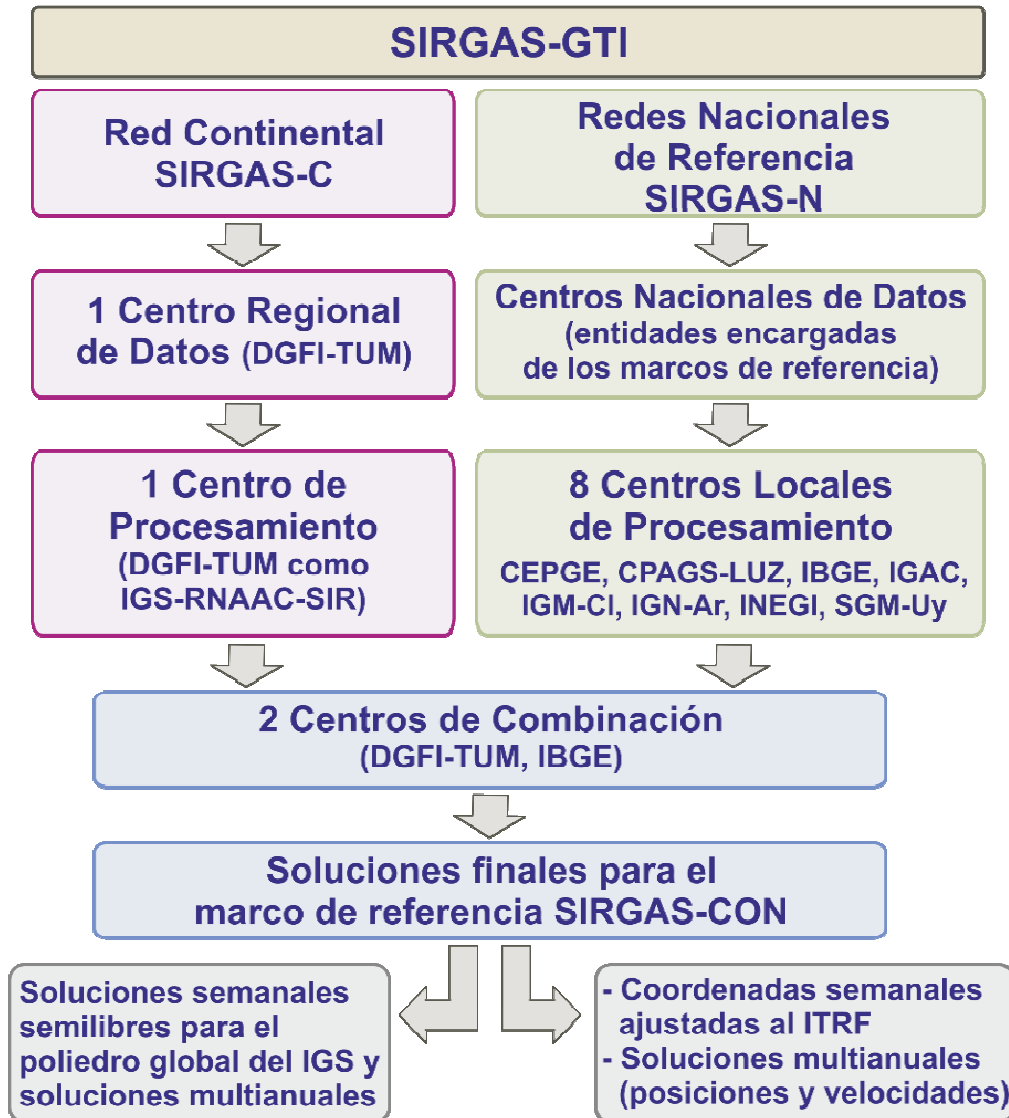 SIRGAS-GTI
Red Continental
SIRGAS-C
Redes Nacionales
de Referencia
SIRGAS-N
1 Centro Regional
de Datos (DGFI-TUM)
Centros Nacionales de Datos
(entidades encargadas
de los marcos de referencia)
1 Centro de
Procesamiento
(DGFI-TUM como
IGS-RNAAC-SIR)
8 Centros Locales
de Procesamiento
CEPGE, CPAGS-LUZ, IBGE, IGAC,
IGM-Cl, IGN-Ar, INEGI, SGM-Uy
2 Centros de Combinación
(DGFI-TUM, IBGE)
Soluciones finales para el
marco de referencia SIRGAS-CON
Soluciones semanales
semilibres para el
poliedro global del IGS y
soluciones multianuales
- Coordenadas semanales
ajustadas al ITRF
- Soluciones multianuales
(posiciones y velocidades)